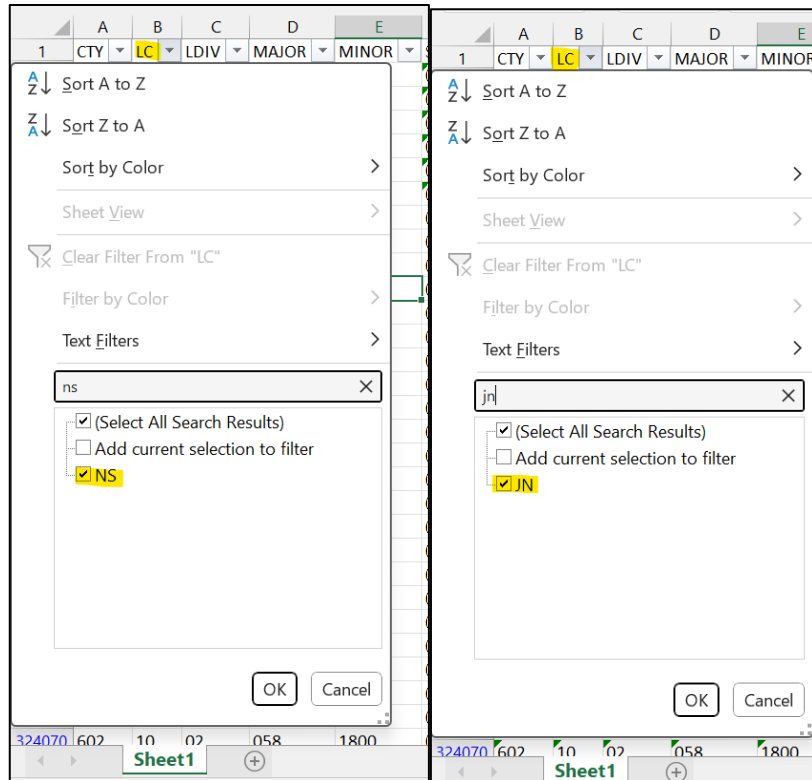 A B C D E
1 CTY LC LDIV MAJOR MINOR
Sort A to Z
Sort Z to A
Sort by Color
Sheet View
Clear Filter From "LC"
Filter by Color
Text Filters
ns
(Select All Search Results)
Add current selection to filter
NS
OK Cancel
324070 602 10 02 058 1800
Sheet1
A B C D E
1 CTY LC LDIV MAJOR MINOR
Sort A to Z
Sort Z to A
Sort by Color
Sheet View
Clear Filter From "LC"
Filter by Color
Text Filters
jn
(Select All Search Results)
Add current selection to filter
JN
OK Cancel
324070 602 10 02 058 1800
Sheet1